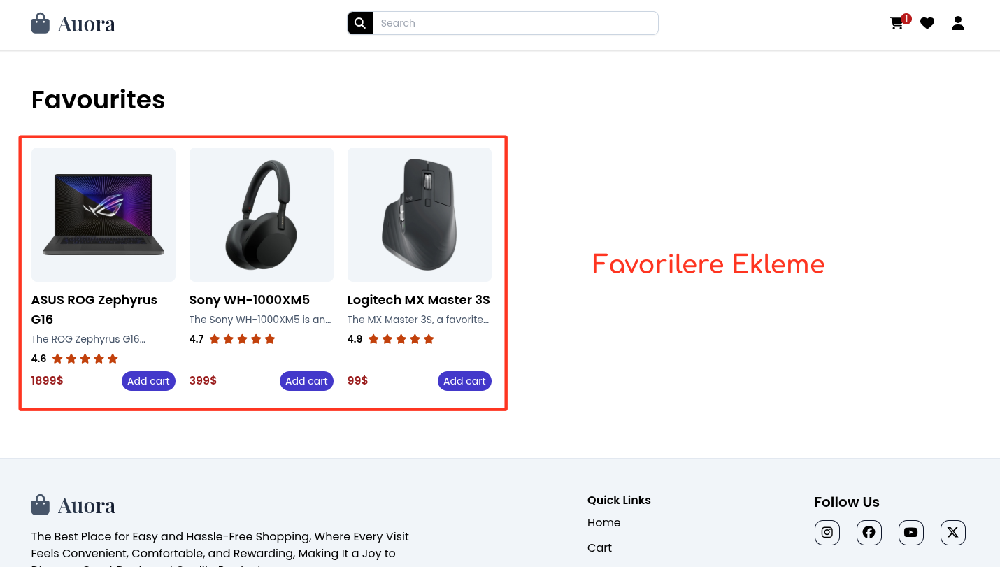 Auora
Search
1
Favourites
ASUS ROG Zephyrus
G16
The ROG Zephyrus G16...
4.6
1899$
Add cart
Sony WH-1000XM5
The Sony WH-1000XM5 is an...
4.7
399$
Add cart
Logitech MX Master 3S
The MX Master 3S, a favorite...
4.9
99$
Add cart
Favorilere Ekleme
Auora
The Best Place for Easy and Hassle-Free Shopping, Where Every Visit
Feels Convenient, Comfortable, and Rewarding, Making It a Joy to
Quick Links
Home
Cart
Follow Us